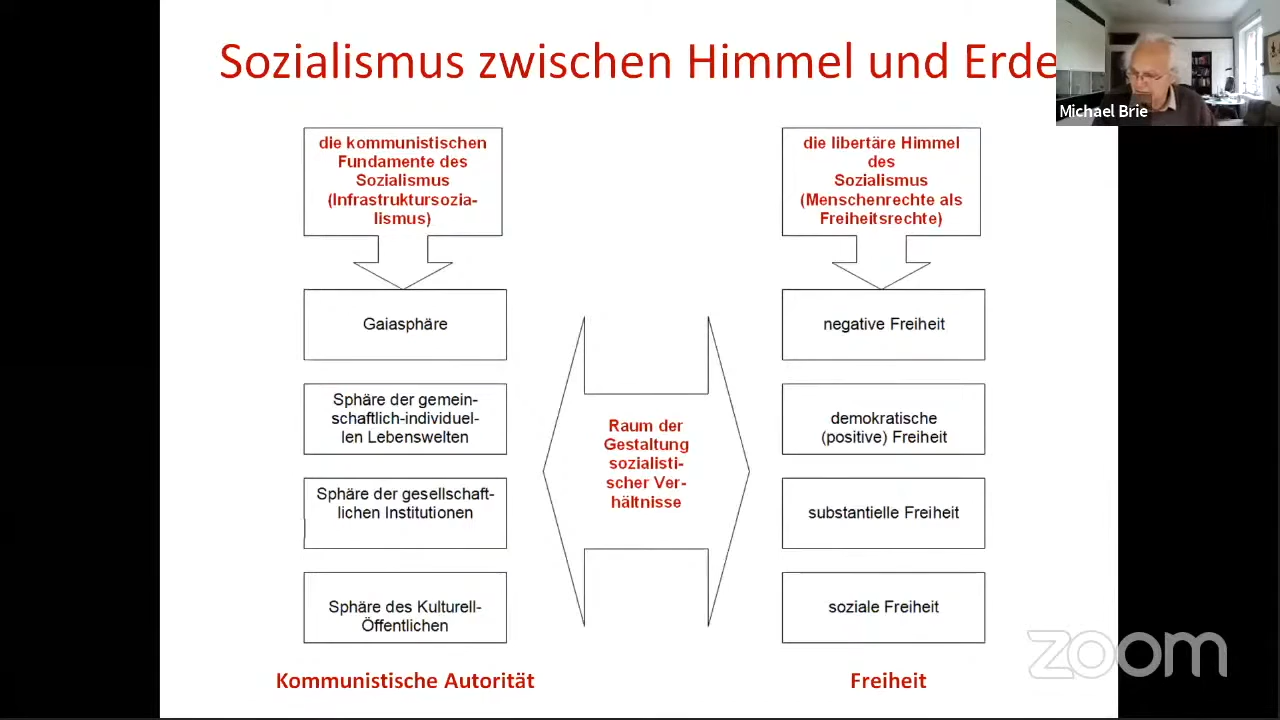 Sozialismus zwischen Himmel und Erde
Michael Brie
die kommunistischen
Fundamente des
Sozialismus
(Infrastruktursozia-
lismus)
die libertäre Himmel
des
Sozialismus
(Menschenrechte als
Freiheitsrechte)
Gaiasphäre
negative Freiheit
Sphäre der gemein-
schaftlich-individuel-
len Lebenswelten
demokratische
(positive) Freiheit
Raum der
Gestaltung
sozialisti-
scher Ver-
hältnisse
Sphäre der gesellschaft-
lichen Institutionen
substantielle Freiheit
Sphäre des Kulturell-
Öffentlichen
soziale Freiheit
Kommunistische Autorität
Freiheit
zoom